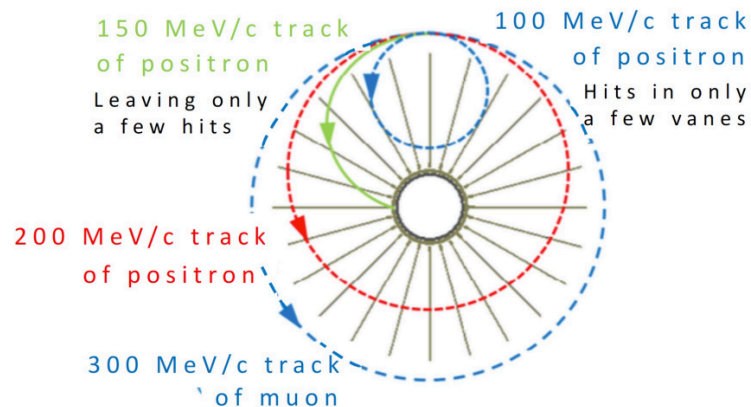 150 MeV/c track
of positron
Leaving only
a few hits
100 MeV/c track
of positron
Hits in only
a few vanes
200 MeV/c track
of positron
300 MeV/c track
of muon